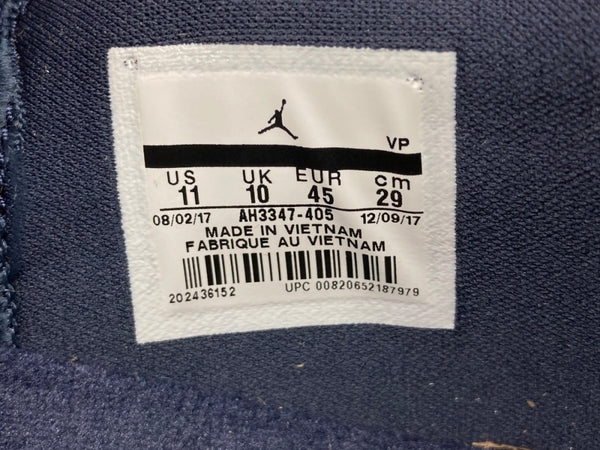 VP
US UK EUR cm
11 10 45 29
08/02/17 AH3347-405 12/09/17
MADE IN VIETNAM
FABRIQUE AU VIETNAM
202436152 UPC 00820652187979